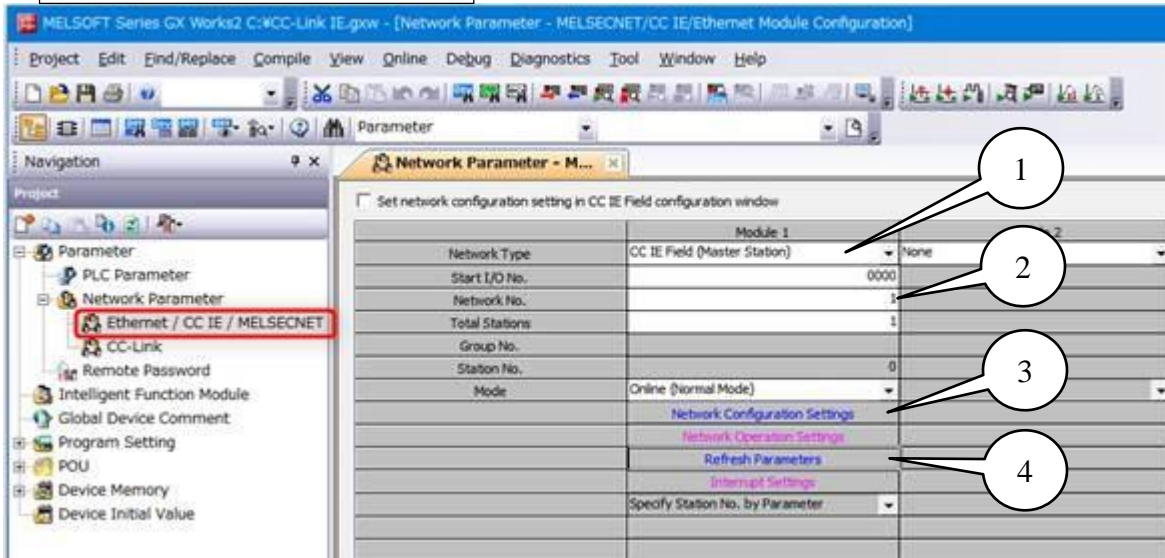 MELSOFT Series GX Works2 C:¥CC-Link IE.gxw - [Network Parameter - MELSECNET/CC IE/Ethernet Module Configuration]
Project Edit Find/Replace Compile View Online Debug Diagnostics Tool Window Help
Parameter
Navigation
Network Parameter - M...
Project
Set network configuration setting in CC IE Field configuration window
Parameter
PLC Parameter
Network Parameter
Ethernet / CC IE / MELSECNET
CC-Link
Remote Password
Intelligent Function Module
Global Device Comment
Program Setting
POU
Device Memory
Device Initial Value
Module 1 2
Network Type CC IE Field (Master Station) None
Start I/O No. 0000
Network No. 1
Total Stations 1
Group No.
Station No. 0
Mode Online (Normal Mode)
Network Configuration Settings
Network Operation Settings
Refresh Parameters
Interrupt Settings
Specify Station No. by Parameter
1
2
3
4